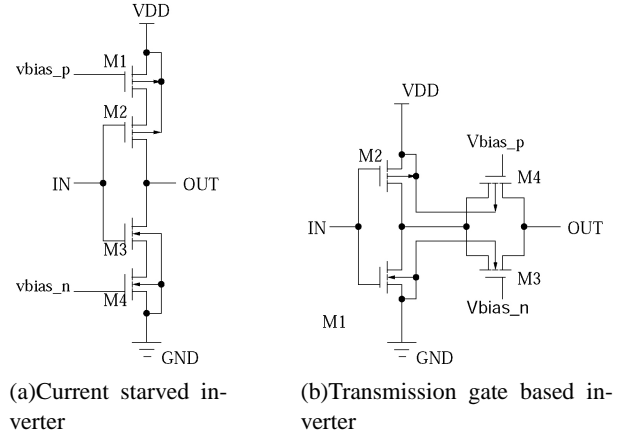 VDD
vbias_p
M1
M2
IN
OUT
M3
vbias_n
M4
GND
(a)Current starved in-
verter
VDD
Vbias_p
M2
M4
IN
OUT
M3
Vbias_n
M1
GND
(b)Transmission gate based in-
verter